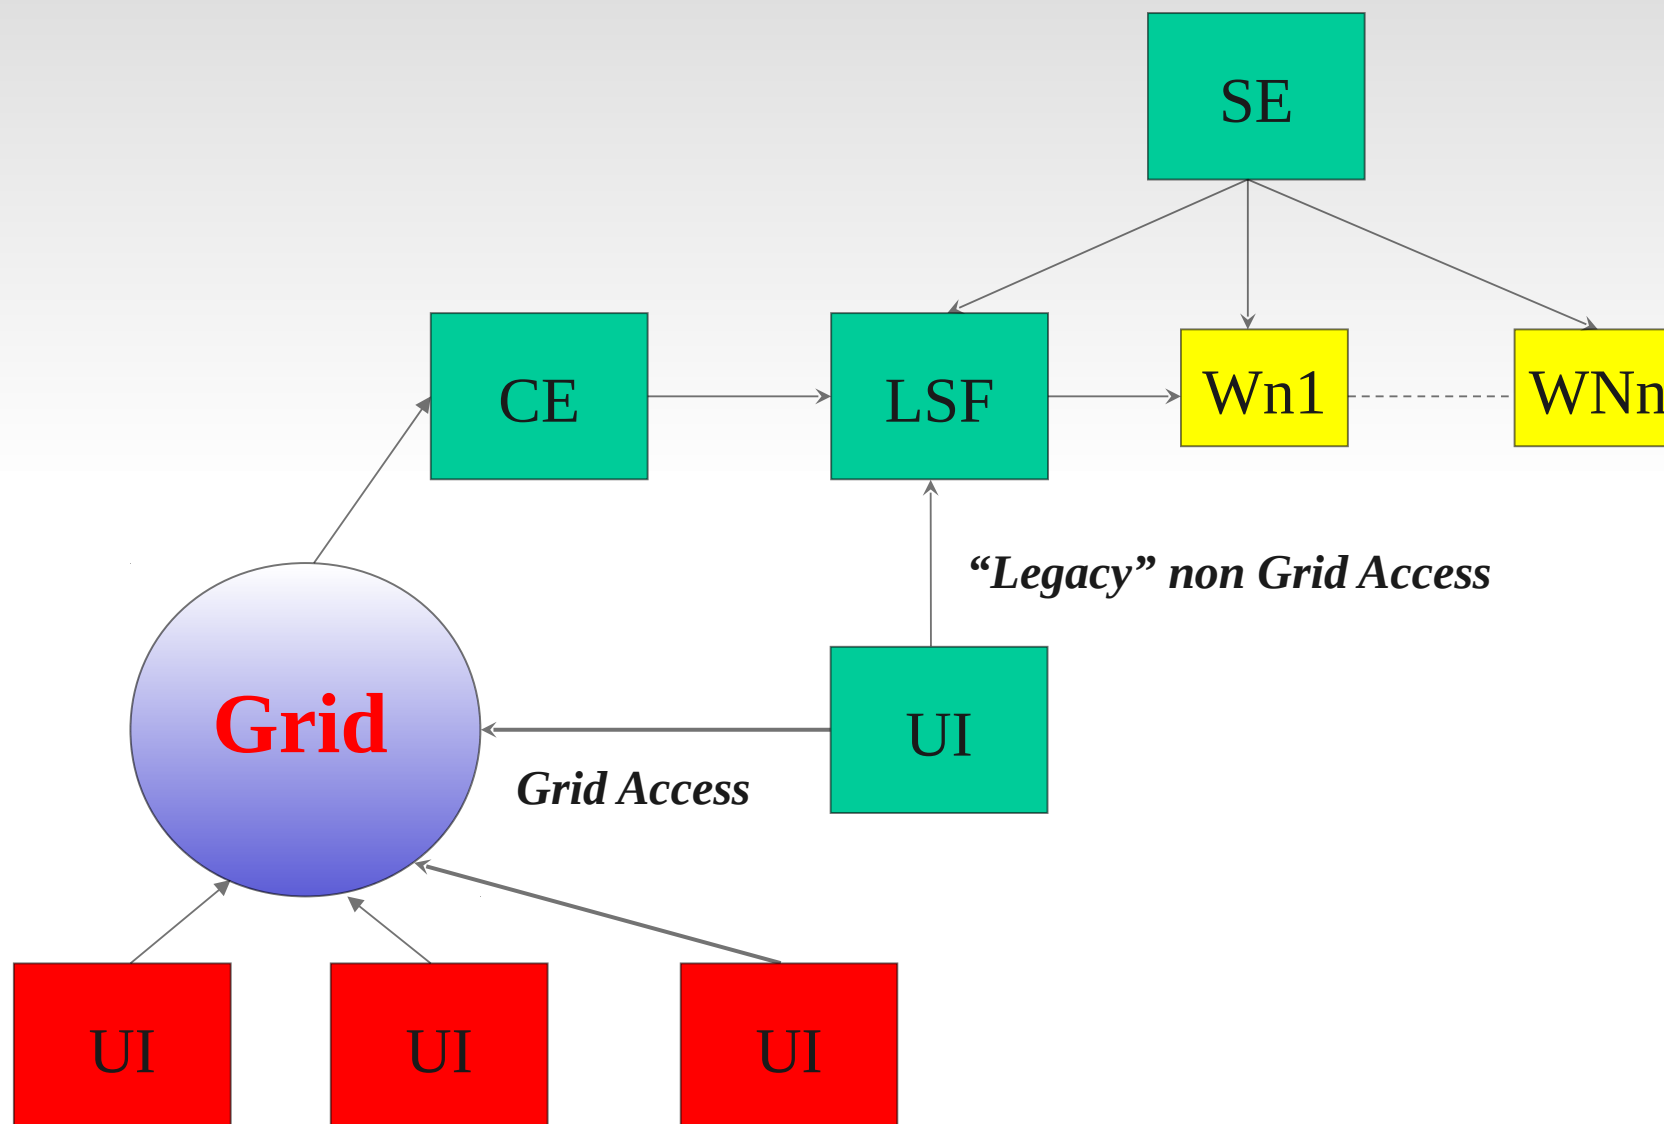 SE
CE
LSF
Wn1
WNn
“Legacy” non Grid Access
Grid
UI
Grid Access
UI
UI
UI